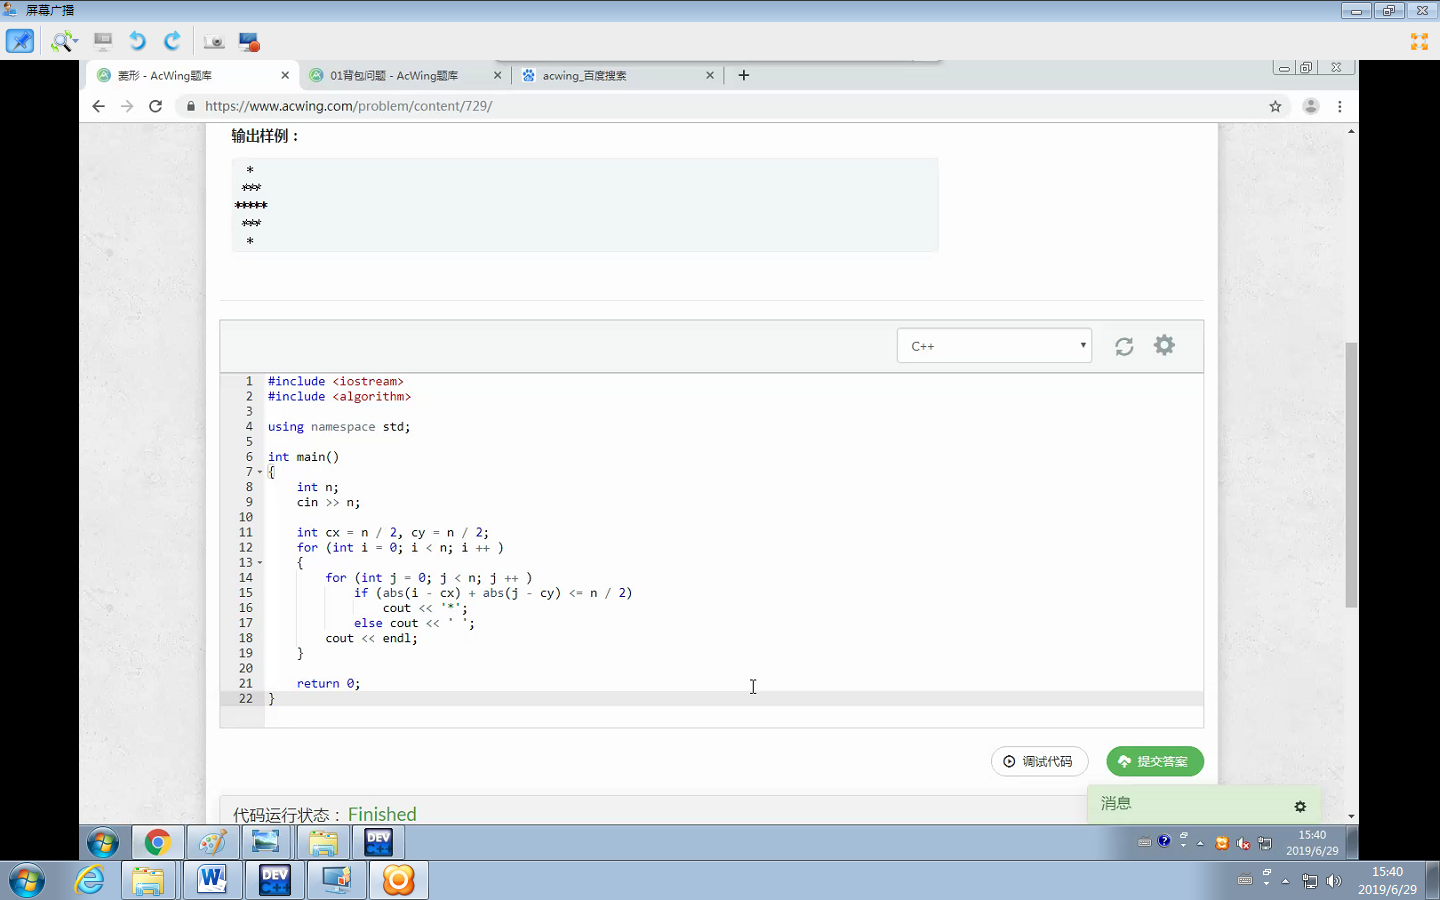 屏幕广播
菱形 - AcWing题库
01背包问题 - AcWing题库
acwing_百度搜索
https://www.acwing.com/problem/content/729/
输出样例：
*
***
*****
***
*
C++
1 #include <iostream>
2 #include <algorithm>
3
4 using namespace std;
5
6 int main()
7 {
8 int n;
9 cin >> n;
10
11 int cx = n / 2, cy = n / 2;
12 for (int i = 0; i < n; i ++ )
13 {
14 for (int j = 0; j < n; j ++ )
15 if (abs(i - cx) + abs(j - cy) <= n / 2)
16 cout << '*';
17 else cout << ' ';
18 cout << endl;
19 }
20
21 return 0;
22 }
调试代码
提交答案
代码运行状态： Finished
消息
DEV
15:40
2019/6/29
W
DEV
C++
15:40
2019/6/29